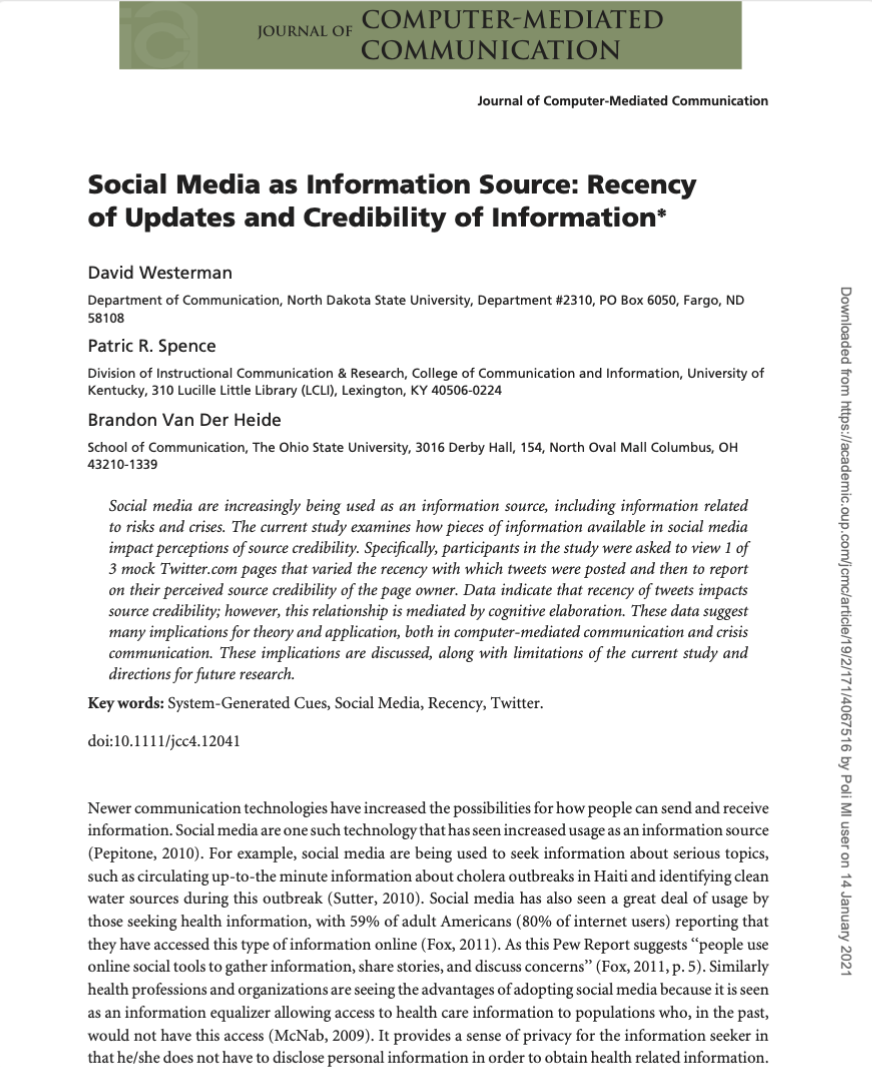 JOURNAL OF COMPUTER-MEDIATED
COMMUNICATION
Journal of Computer-Mediated Communication
Social Media as Information Source: Recency
of Updates and Credibility of Information*
David Westerman
Department of Communication, North Dakota State University, Department #2310, PO Box 6050, Fargo, ND
58108
Patric R. Spence
Division of Instructional Communication & Research, College of Communication and Information, University of
Kentucky, 310 Lucille Little Library (LCLI), Lexington, KY 40506-0224
Brandon Van Der Heide
School of Communication, The Ohio State University, 3016 Derby Hall, 154, North Oval Mall Columbus, OH
43210-1339
Social media are increasingly being used as an information source, including information related
to risks and crises. The current study examines how pieces of information available in social media
impact perceptions of source credibility. Specifically, participants in the study were asked to view 1 of
3 mock Twitter.com pages that varied the recency with which tweets were posted and then to report
on their perceived source credibility of the page owner. Data indicate that recency of tweets impacts
source credibility; however, this relationship is mediated by cognitive elaboration. These data suggest
many implications for theory and application, both in computer-mediated communication and crisis
communication. These implications are discussed, along with limitations of the current study and
directions for future research.
Key words: System-Generated Cues, Social Media, Recency, Twitter.
doi:10.1111/jcc4.12041
Newer communication technologies have increased the possibilities for how people can send and receive
information. Social media are one such technology that has seen increased usage as an information source
(Pepitone, 2010). For example, social media are being used to seek information about serious topics,
such as circulating up-to-the minute information about cholera outbreaks in Haiti and identifying clean
water sources during this outbreak (Sutter, 2010). Social media has also seen a great deal of usage by
those seeking health information, with 59% of adult Americans (80% of internet users) reporting that
they have accessed this type of information online (Fox, 2011). As this Pew Report suggests “people use
online social tools to gather information, share stories, and discuss concerns” (Fox, 2011, p. 5). Similarly
health professions and organizations are seeing the advantages of adopting social media because it is seen
as an information equalizer allowing access to health care information to populations who, in the past,
would not have this access (McNab, 2009). It provides a sense of privacy for the information seeker in
that he/she does not have to disclose personal information in order to obtain health related information.
Downloaded from https://academic.oup.com/jcmc/article/19/2/171/4067516 by Poli MI user on 14 January 2021